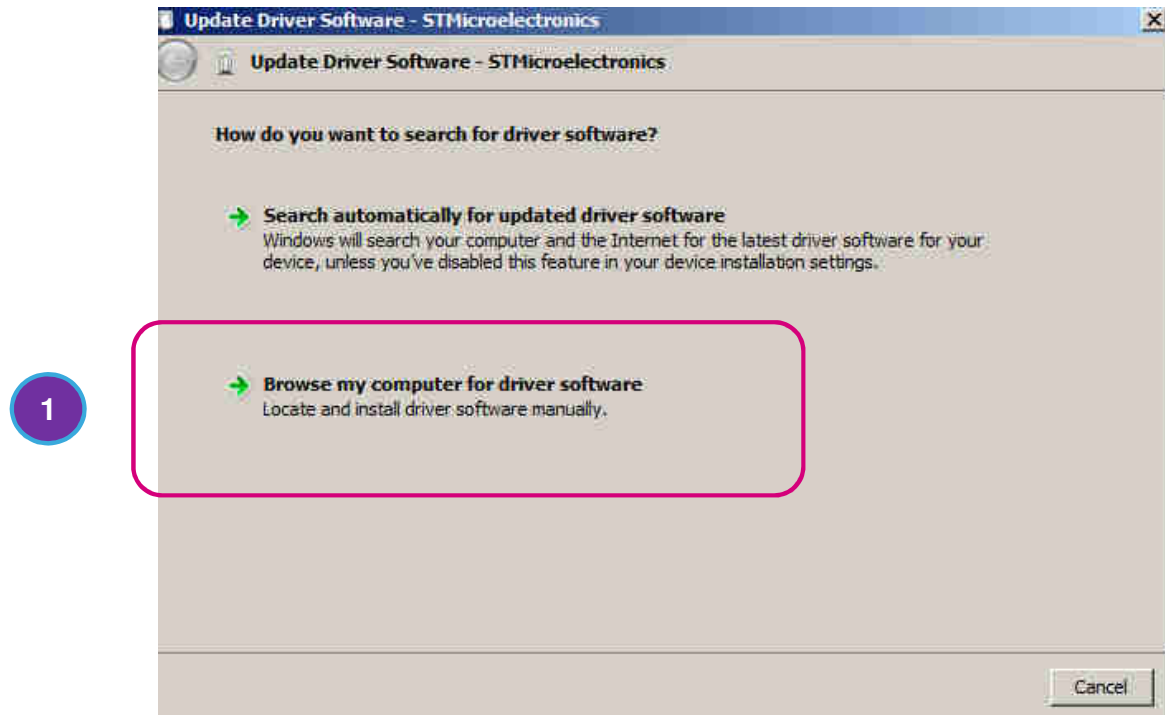 Update Driver Software - STMicroelectronics
Update Driver Software - STMicroelectronics
How do you want to search for driver software?
Search automatically for updated driver software
Windows will search your computer and the Internet for the latest driver software for your
device, unless you've disabled this feature in your device installation settings.
1
Browse my computer for driver software
Locate and install driver software manually.
Cancel